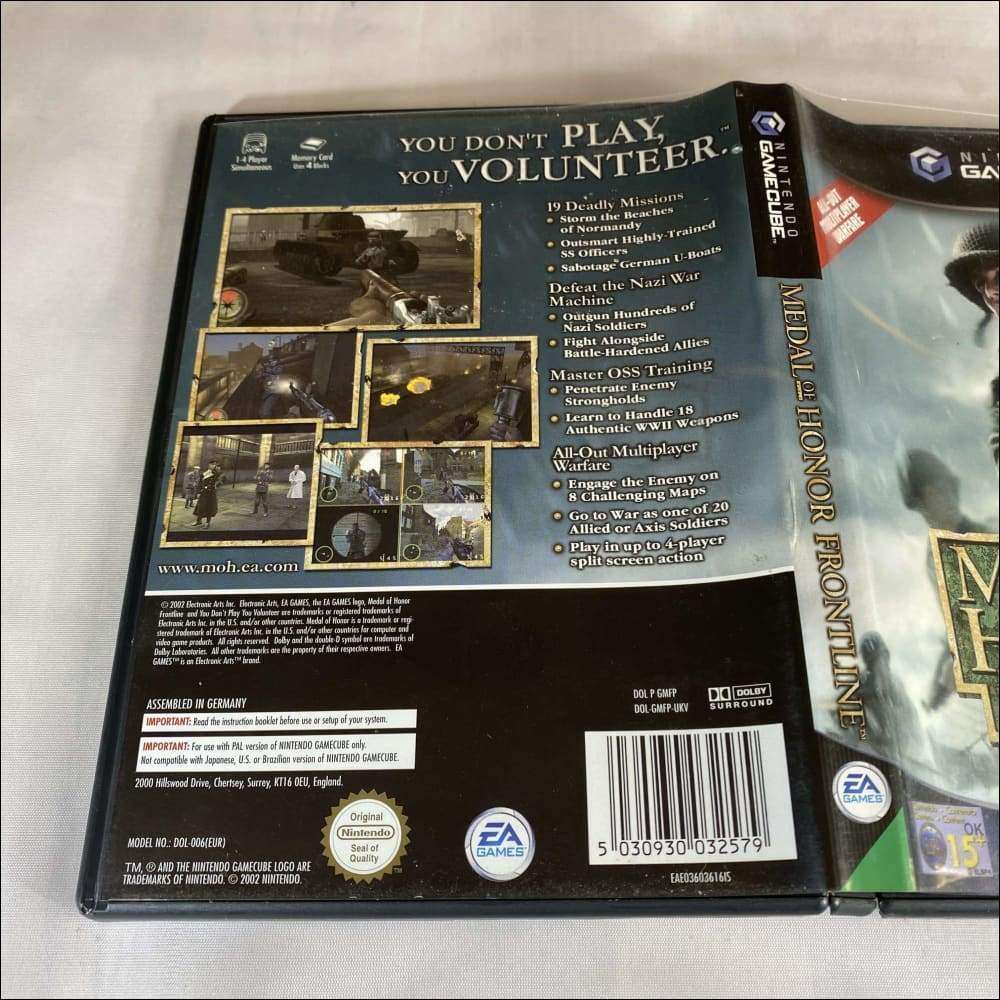 1-4 Player
Simultaneous
Memory Card
Uses 4 Blocks
YOU DON'T PLAY,
YOU VOLUNTEER.™
19 Deadly Missions
Storm the Beaches
of Normandy
Outsmart Highly-Trained
SS Officers
Sabotage German U-Boats
Defeat the Nazi War
Machine
Outgun Hundreds of
Nazi Soldiers
Fight Alongside
Battle-Hardened Allies
Master OSS Training
Penetrate Enemy
Strongholds
Learn to Handle 18
Authentic WWII Weapons
All-Out Multiplayer
Warfare
Engage the Enemy on
8 Challenging Maps
Go to War as one of 20
Allied or Axis Soldiers
Play in up to 4-player
split screen action
www.moh.ea.com
© 2002 Electronic Arts Inc. Electronic Arts, EA GAMES, the EA GAMES logo, Medal of Honor
Frontline and You Don't Play You Volunteer are trademarks or registered trademarks of
Electronic Arts Inc. in the U.S. and/or other countries. Medal of Honor is a trademark or regi-
stered trademark of Electronic Arts Inc. in the U.S. and/or other countries for computer and
video game products. All rights reserved. Dolby and the double-D symbol are trademarks of
Dolby Laboratories. All other trademarks are the property of their respective owners. EA
GAMES™ is an Electronic Arts™ brand.
ASSEMBLED IN GERMANY
IMPORTANT: Read the instruction booklet before use or setup of your system.
IMPORTANT: For use with PAL version of NINTENDO GAMECUBE only.
Not compatible with Japanese, U.S. or Brazilian version of NINTENDO GAMECUBE.
2000 Hillswood Drive, Chertsey, Surrey, KT16 0EU, England.
MODEL NO.: DOL-006(EUR)
TM, ® AND THE NINTENDO GAMECUBE LOGO ARE
TRADEMARKS OF NINTENDO. © 2002 NINTENDO.
Original
Nintendo
Seal of
Quality
™
EA
GAMES™
DOL P GMFP
DOL-GMFP-UKV
DOLBY
SURROUND
5 030930 032579
EAE03603616IS
NINTENDO
GAMECUBE™
MEDAL OF HONOR FRONTLINE™
EA
GAMES™
NI
GA
ALL-OUT
MULTIPLAYER
WARFARE
M
H
OK
15+